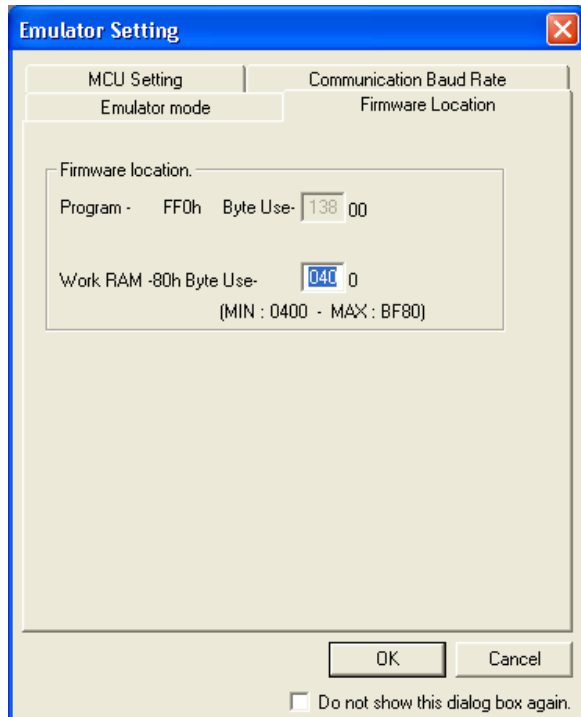 Emulator Setting
MCU Setting Communication Baud Rate
Emulator mode Firmware Location
Firmware location.
Program - FF0h Byte Use- 138 00
Work RAM -80h Byte Use- 040 0
(MIN : 0400 - MAX : BF80)
OK Cancel
Do not show this dialog box again.